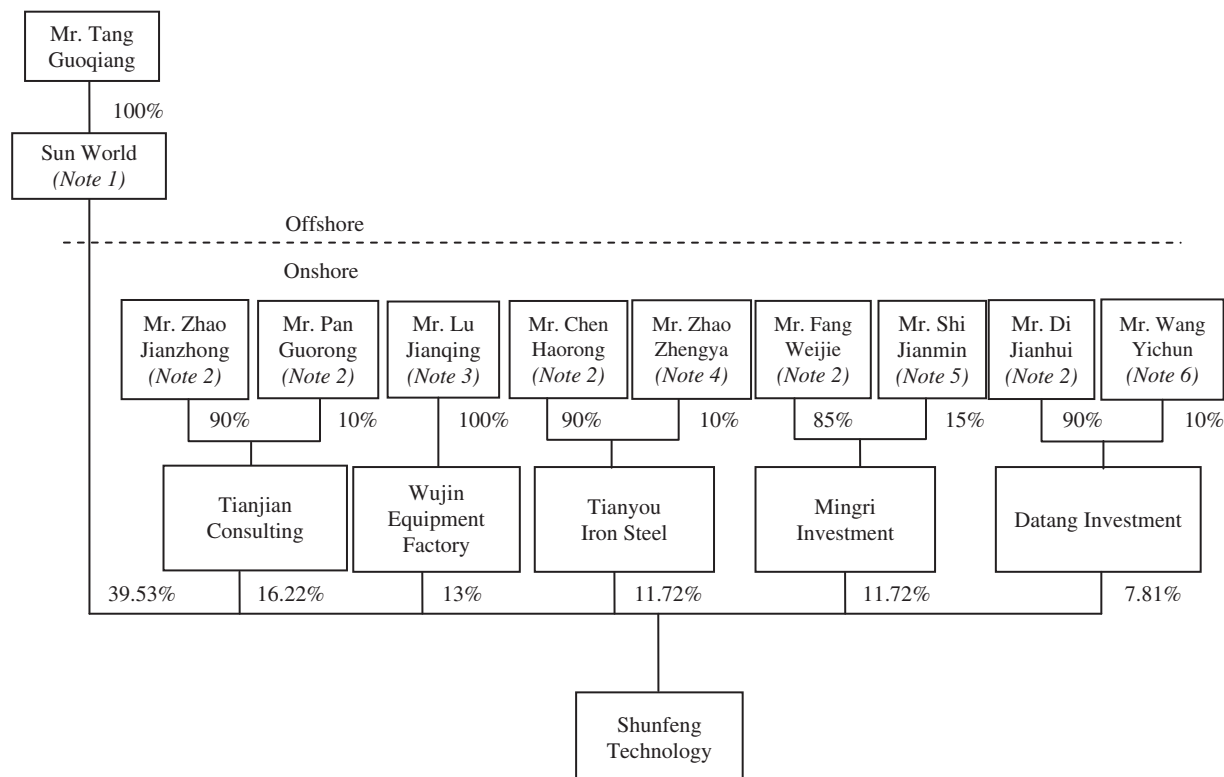 Mr. Tang
Guoqiang
100%
Sun World
(Note 1)
Offshore
Onshore
Mr. Zhao
Jianzhong
(Note 2)
Mr. Pan
Guorong
(Note 2)
Mr. Lu
Jianqing
(Note 3)
Mr. Chen
Haorong
(Note 2)
Mr. Zhao
Zhengya
(Note 4)
Mr. Fang
Weijie
(Note 2)
Mr. Shi
Jianmin
(Note 5)
Mr. Di
Jianhui
(Note 2)
Mr. Wang
Yichun
(Note 6)
90%
10%
100%
90%
10%
85%
15%
90%
10%
Tianjian
Consulting
Wujin
Equipment
Factory
Tianyou
Iron Steel
Mingri
Investment
Datang Investment
39.53%
16.22%
13%
11.72%
11.72%
7.81%
Shunfeng
Technology